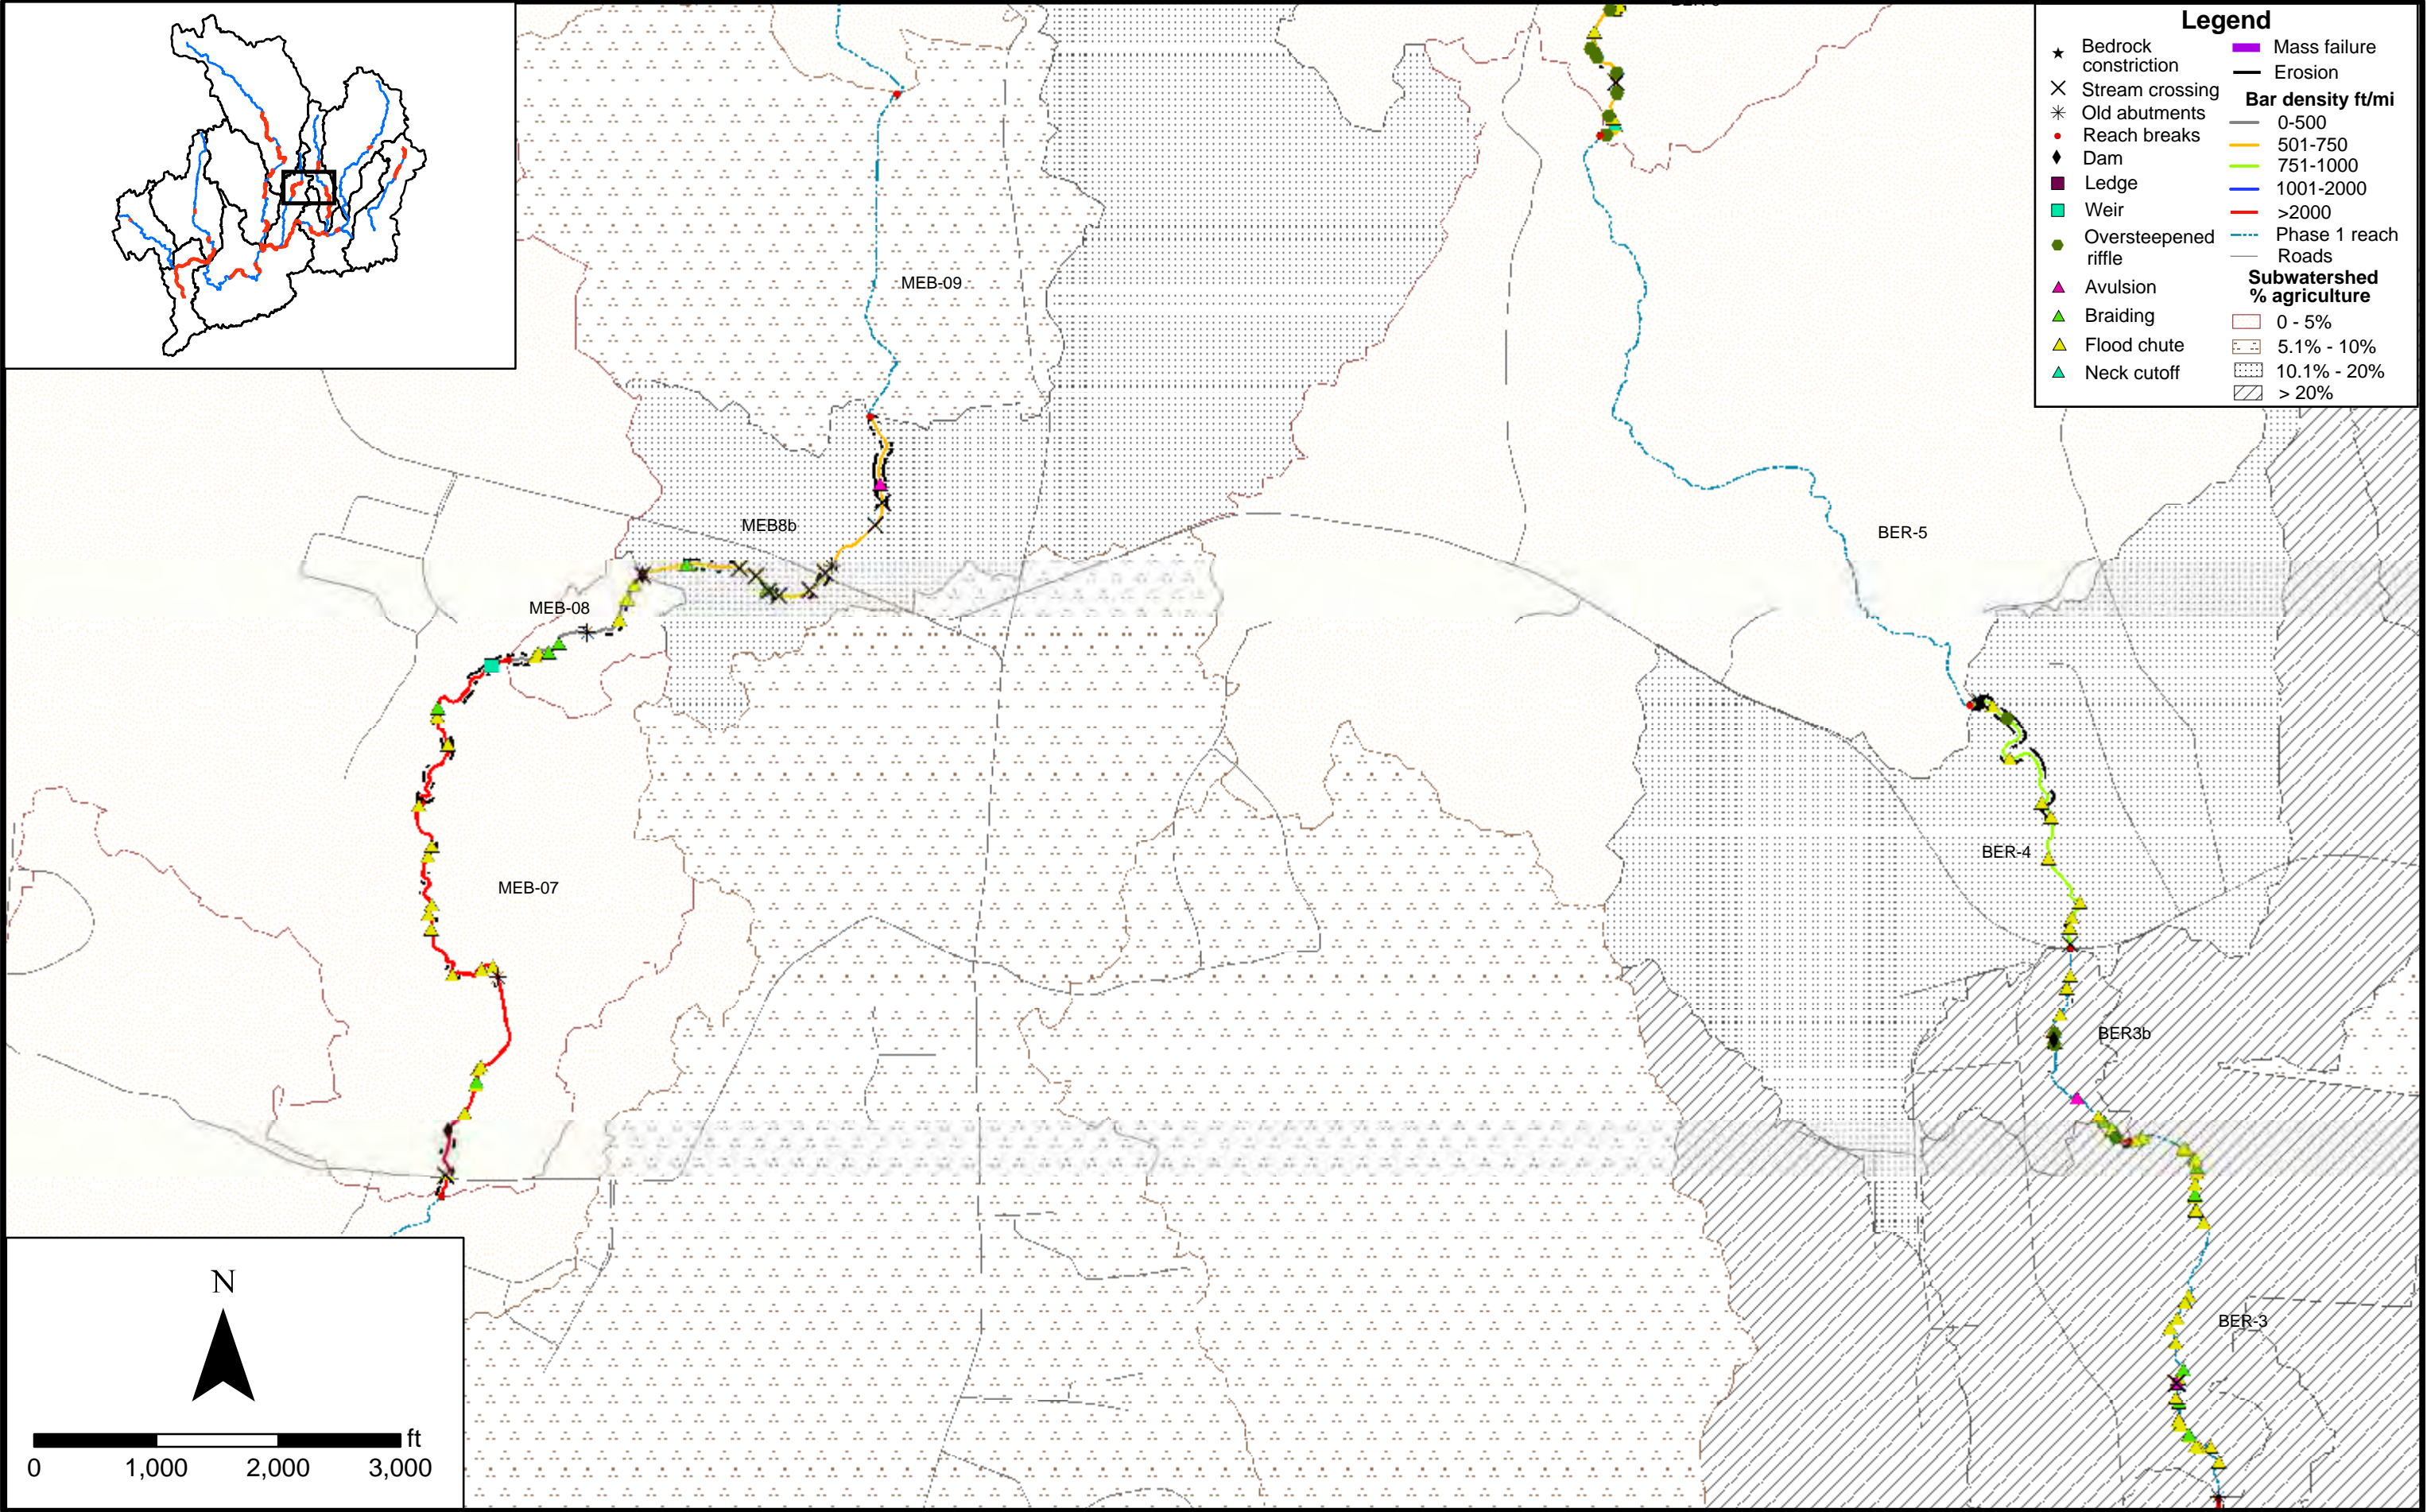 Legend
Bedrock
constriction
Stream crossing
Old abutments
Reach breaks
Dam
Ledge
Weir
Oversteepened
riffle
Avulsion
Braiding
Flood chute
Neck cutoff
Mass failure
Erosion
Bar density ft/mi
0-500
501-750
751-1000
1001-2000
>2000
Phase 1 reach
Roads
Subwatershed
% agriculture
0 - 5%
5.1% - 10%
10.1% - 20%
> 20%
MEB-09
MEB8b
BER-5
MEB-08
BER-4
MEB-07
BER3b
BER-3
N
ft
0 1,000 2,000 3,000